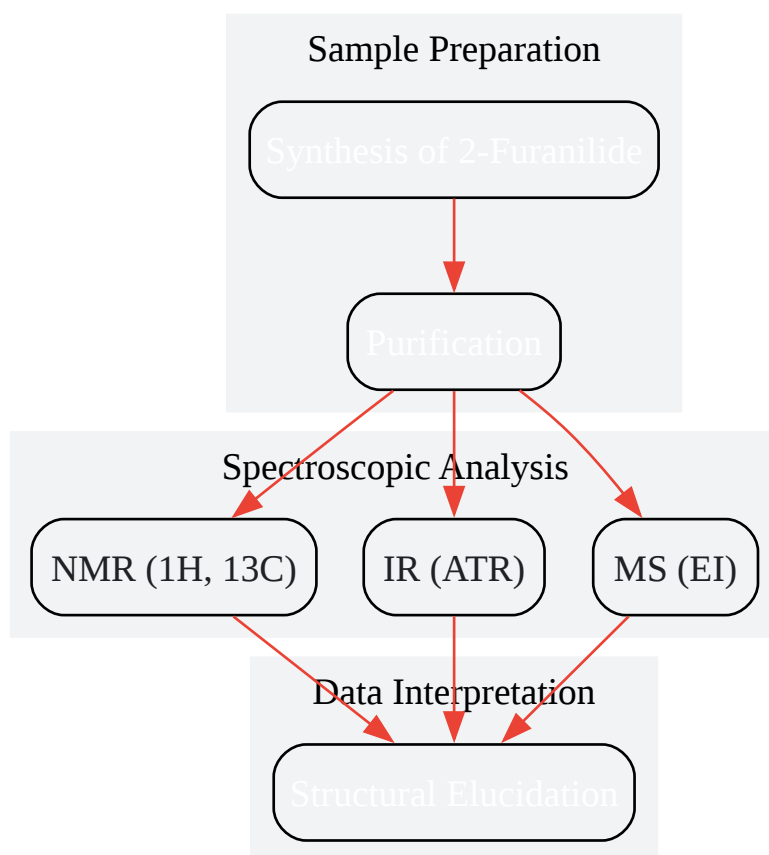 Sample Preparation
Synthesis of 2-Furanilide
Purification
Spectroscopic Analysis
NMR (1H, 13C)
IR (ATR)
MS (EI)
Data Interpretation
Structural Elucidation